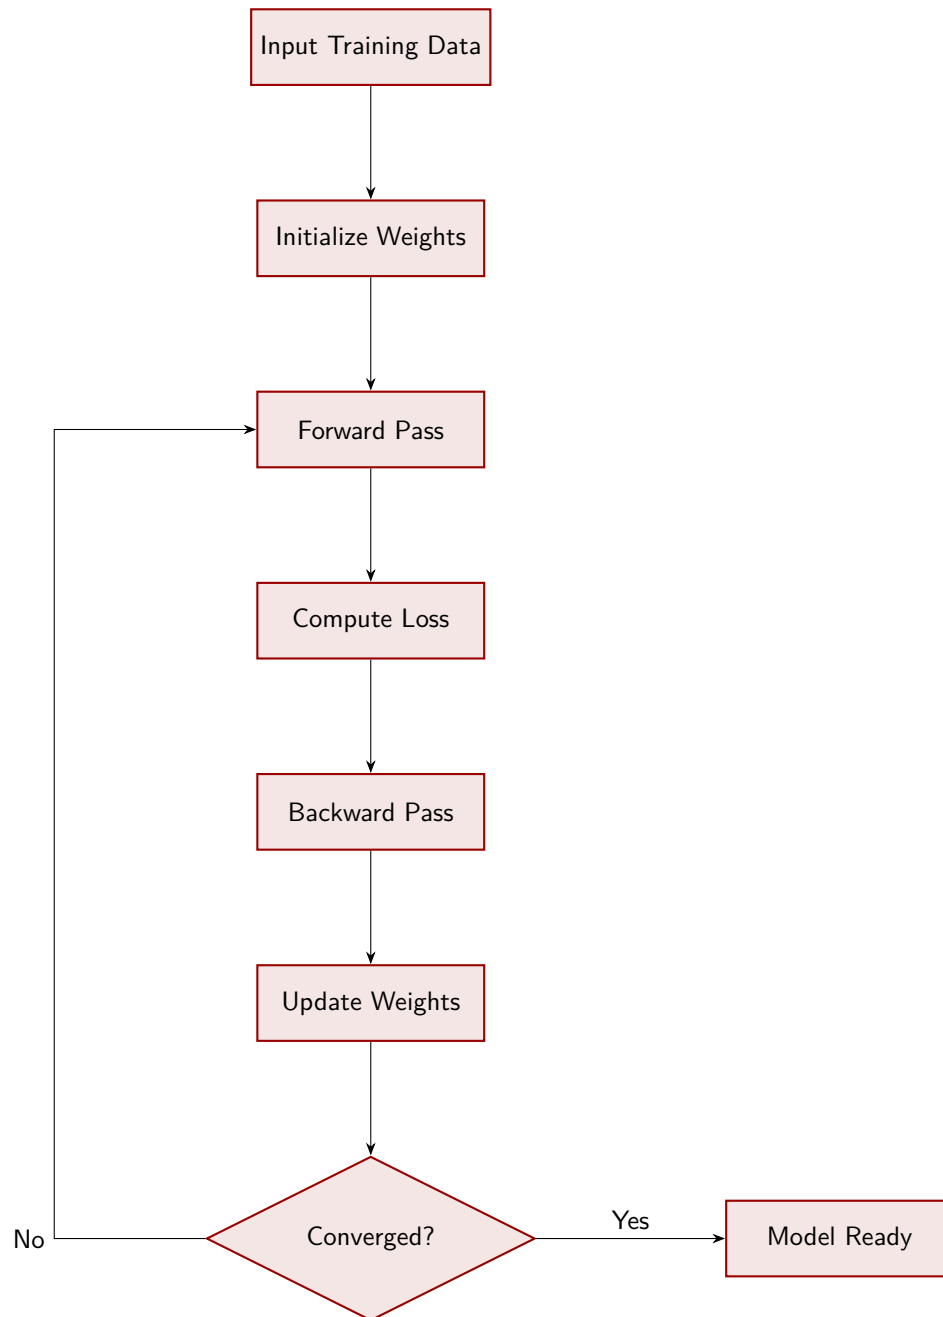 Input Training Data
Initialize Weights
Forward Pass
Compute Loss
Backward Pass
Update Weights
Converged?
No
Yes
Model Ready